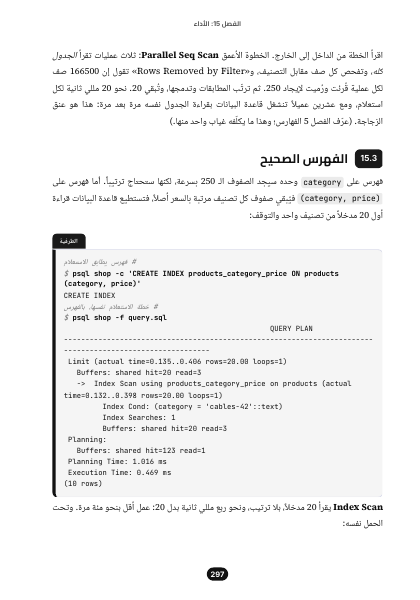 الفصل 15: الأداء
اقرأ الخطة من الداخل إلى الخارج. الخطوة الأعمق Parallel Seq Scan: ثلاث عمليات تقرأ الجدول
كله، وتفحص كل صف مقابل التصنيف، و«Rows Removed by Filter» تقول إن 166500 صف
لكل عملية قُرئت ورُميت لإيجاد 250. ثم ترتّب المطابقات وتدمجها، وتُبقي 20. نحو 20 مللي ثانية لكل
استعلام، ومع عشرين عميلاً تنشغل قاعدة البيانات بقراءة الجدول نفسه مرة بعد مرة: هذا هو عنق
الزجاجة. (عرّف الفصل 5 الفهارس؛ وهذا ما يكلّفه غياب واحد منها.)
15.3 الفهرس الصحيح
فهرس على category وحده سيجد الصفوف الـ 250 بسرعة، لكنها ستحتاج ترتيباً. أما فهرس على
(category, price) فيُبقي صفوف كل تصنيف مرتبة بالسعر أصلاً، فتستطيع قاعدة البيانات قراءة
أول 20 مدخلاً من تصنيف واحد والتوقف:
الطرفية
# فهرس يطابق الاستعلام
$ psql shop -c 'CREATE INDEX products_category_price ON products
(category, price)'
CREATE INDEX
# خطة الاستعلام نفسها، بالفهرس
$ psql shop -f query.sql
QUERY PLAN
-------------------------------------------------------------------------
-----------------------------------
Limit (actual time=0.135..0.406 rows=20.00 loops=1)
Buffers: shared hit=20 read=3
-> Index Scan using products_category_price on products (actual
time=0.132..0.398 rows=20.00 loops=1)
Index Cond: (category = 'cables-42'::text)
Index Searches: 1
Buffers: shared hit=20 read=3
Planning:
Buffers: shared hit=123 read=1
Planning Time: 1.016 ms
Execution Time: 0.469 ms
(10 rows)
Index Scan يقرأ 20 مدخلاً، بلا ترتيب، ونحو ربع مللي ثانية بدل 20: عمل أقل بنحو مئة مرة. وتحت
الحمل نفسه:
297